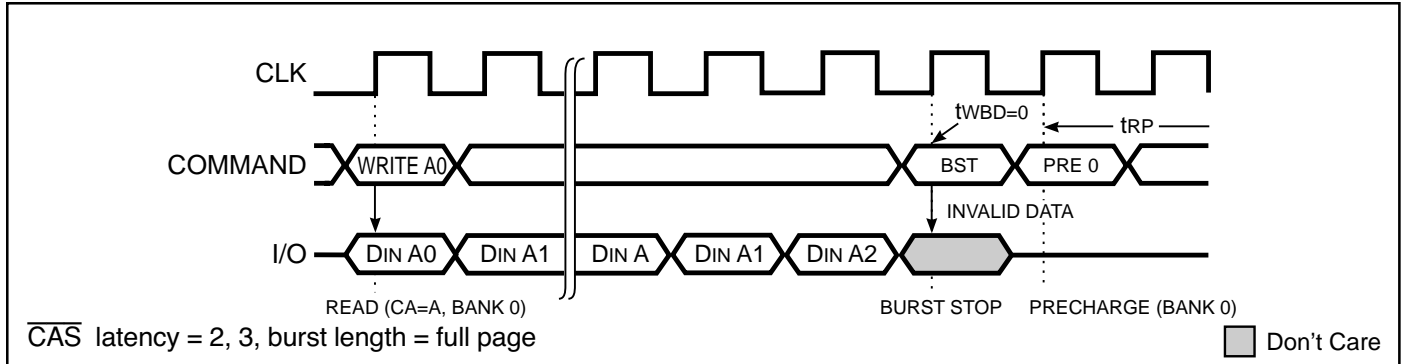 CLK
tWBD=0
tRP
COMMAND WRITE A0 BST PRE 0
INVALID DATA
I/O DIN A0 DIN A1 DIN A DIN A1 DIN A2
READ (CA=A, BANK 0) BURST STOP PRECHARGE (BANK 0)
CAS latency = 2, 3, burst length = full page
Don't Care